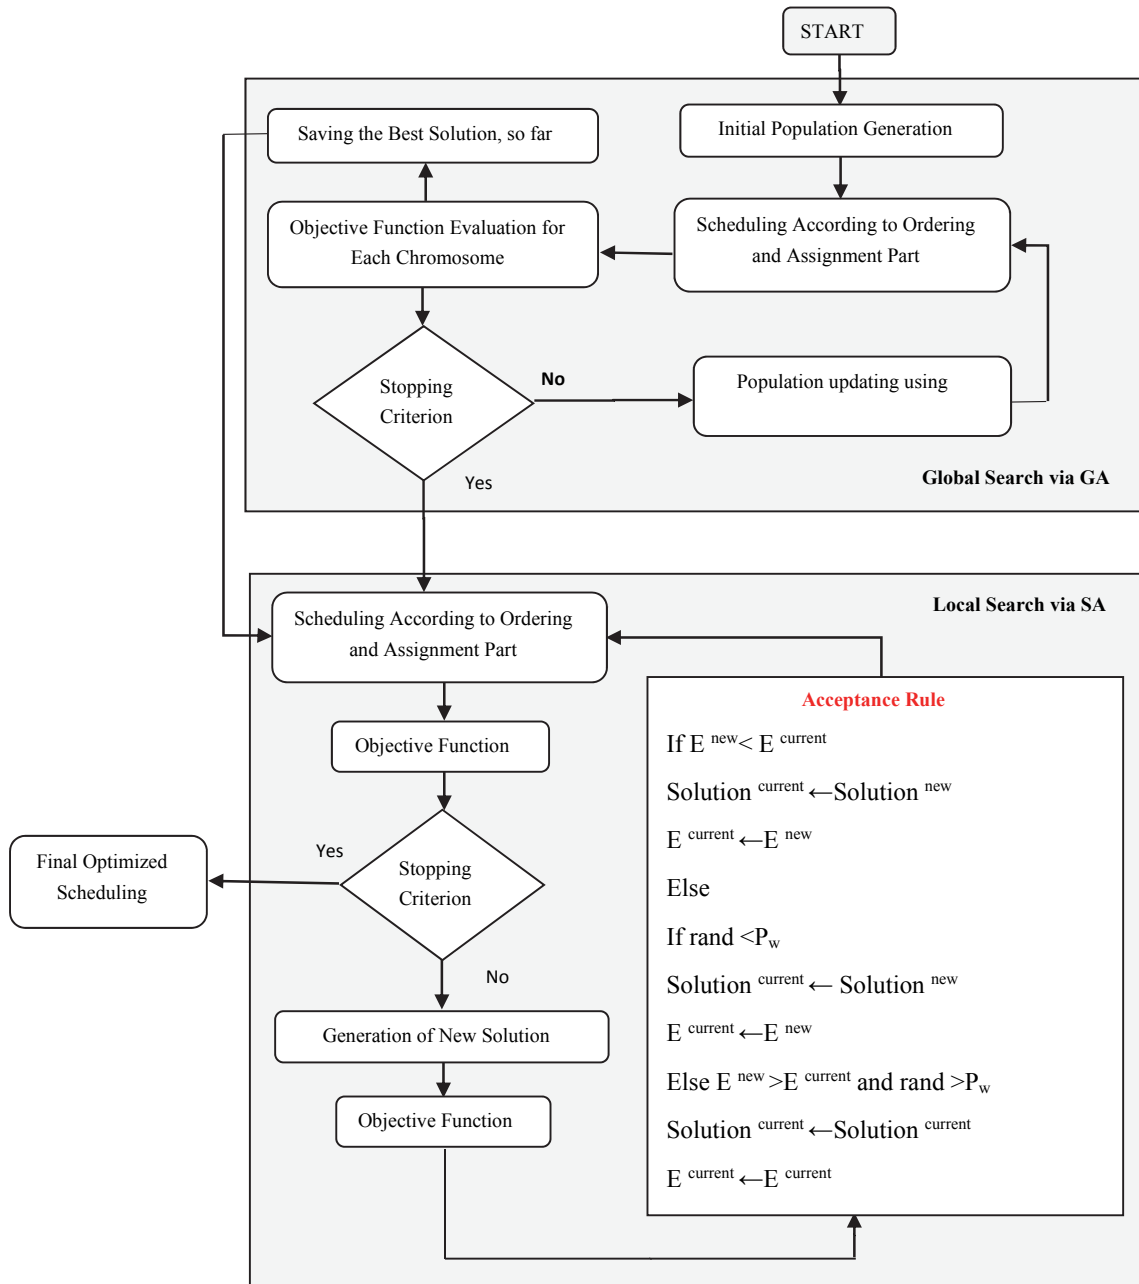 START
Initial Population Generation
Saving the Best Solution, so far
Scheduling According to Ordering
and Assignment Part
Objective Function Evaluation for
Each Chromosome
Stopping
Criterion
No
Population updating using
Yes
Global Search via GA
Local Search via SA
Scheduling According to Ordering
and Assignment Part
Objective Function
Stopping
Criterion
Yes
Final Optimized
Scheduling
No
Generation of New Solution
Objective Function
Acceptance Rule
If E new< E current
Solution current ←Solution new
E current ←E new
Else
If rand <Pw
Solution current ← Solution new
E current ←E new
Else E new >E current and rand >Pw
Solution current ←Solution current
E current ←E current